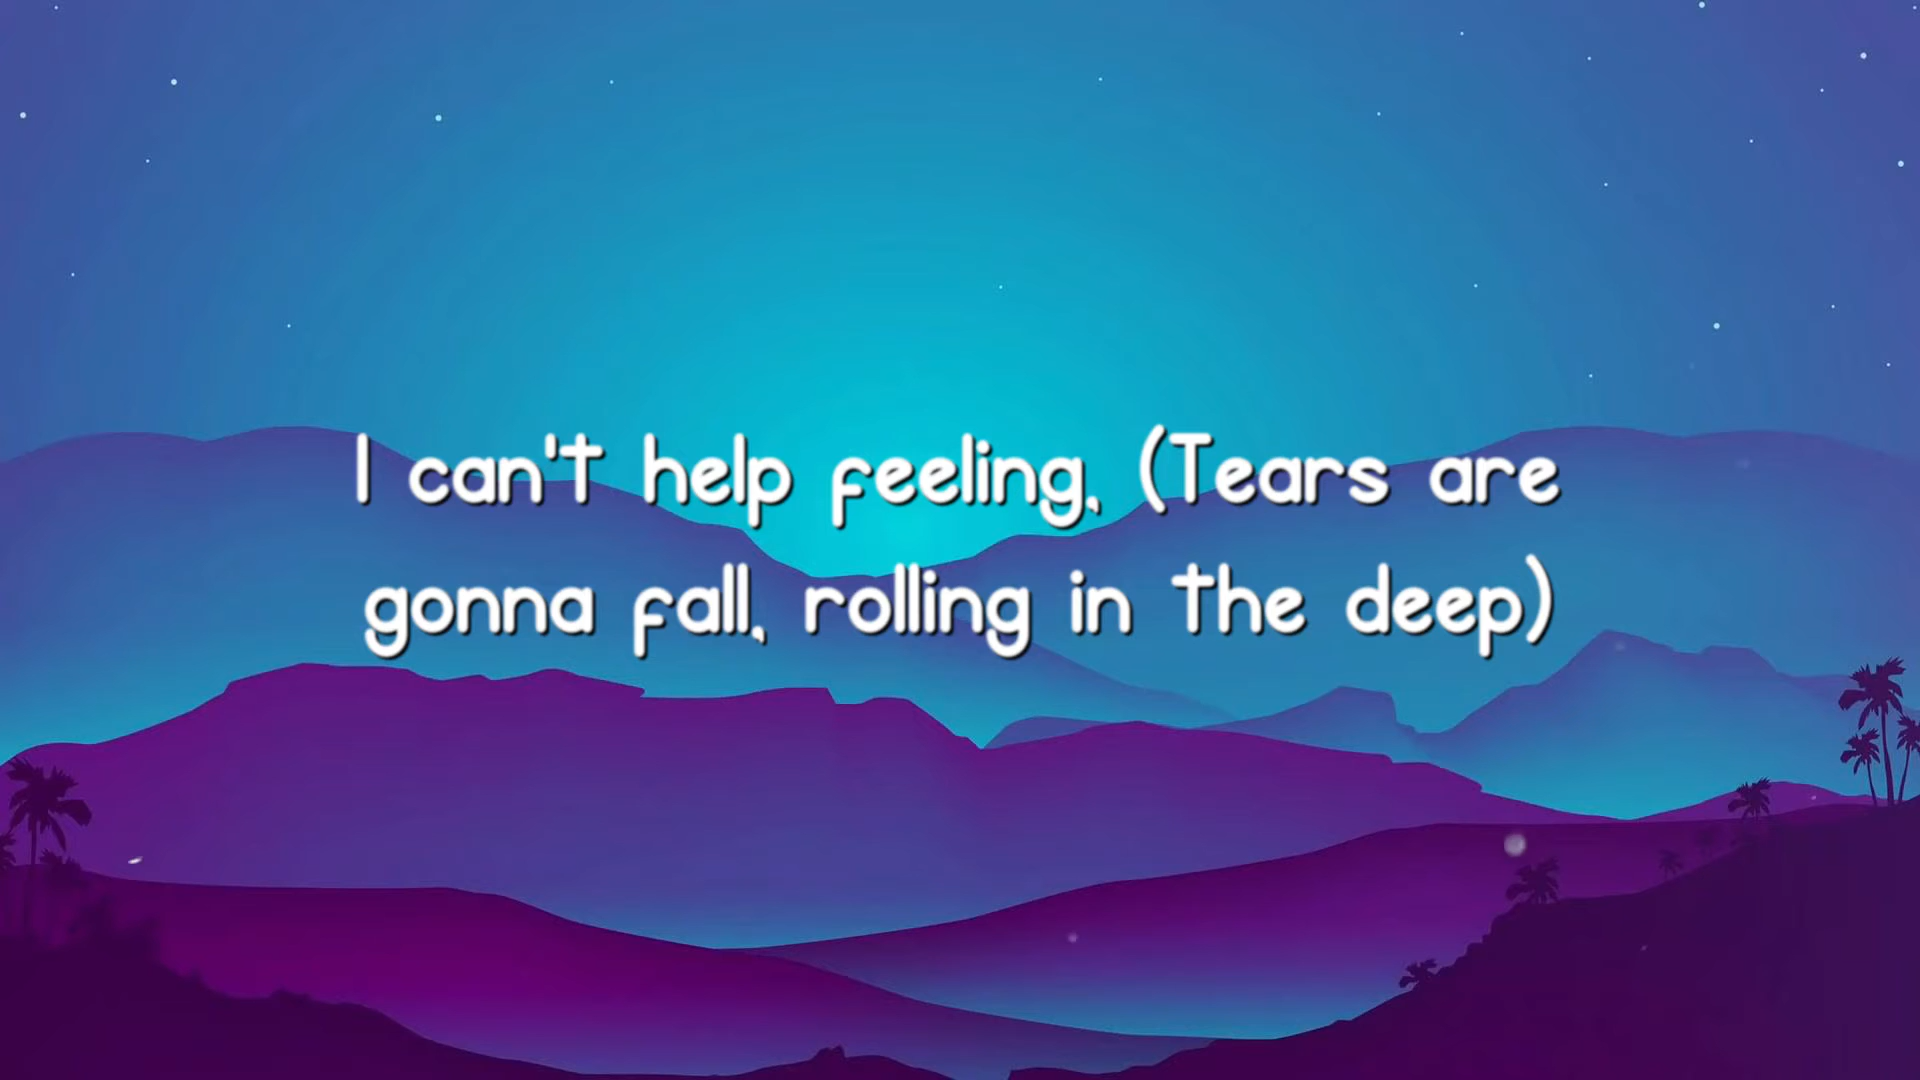 I can't help feeling, (Tears are
gonna fall, rolling in the deep)